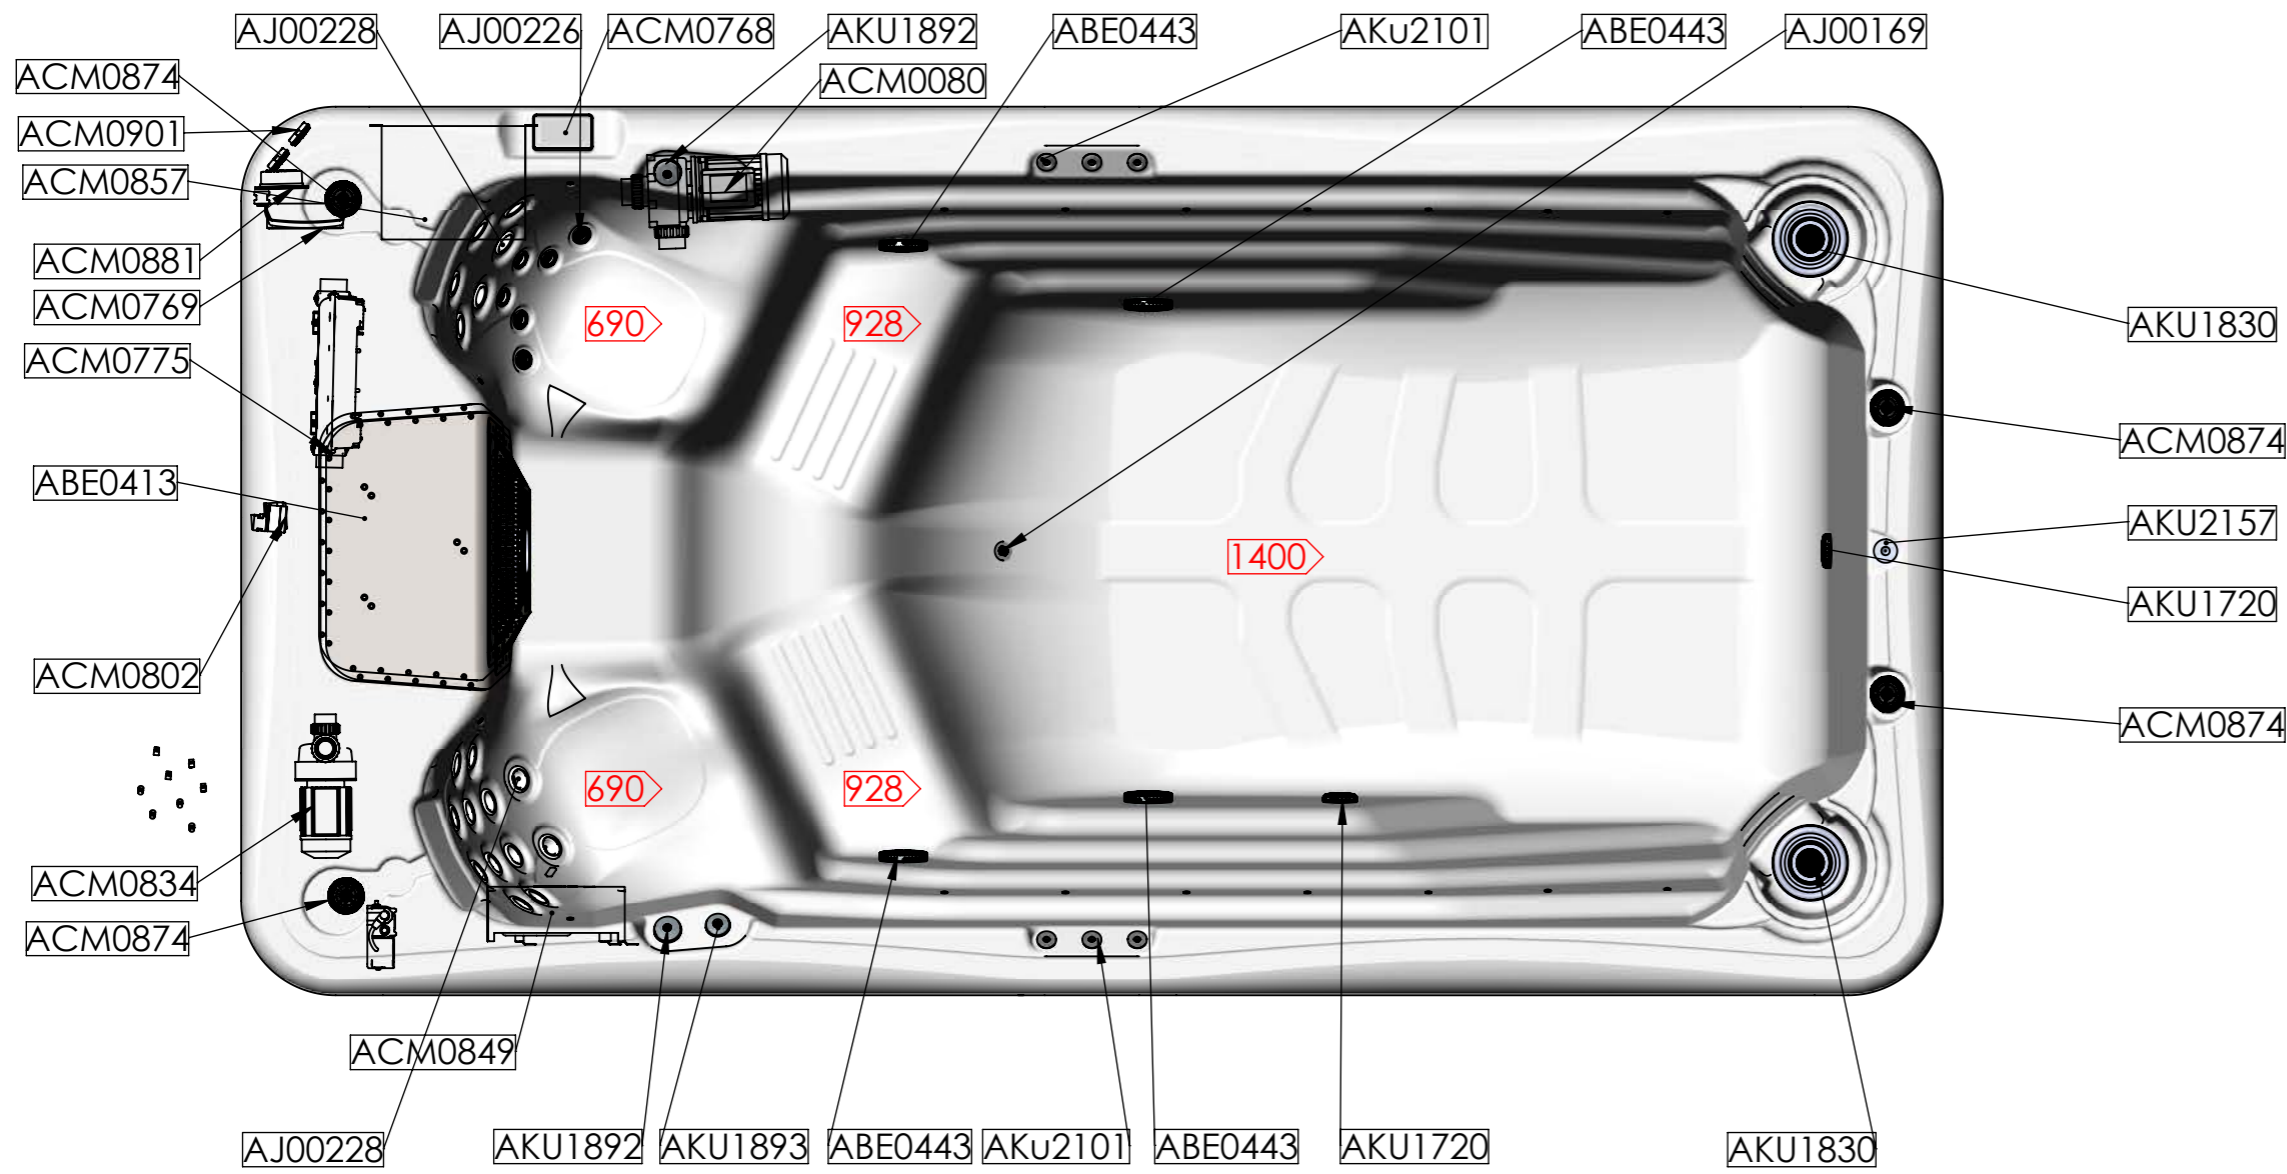 AJ00228 AJ00226 ACM0768 AKU1892 ABE0443 AKu2101 ABE0443 AJ00169
ACM0874
ACM0080
ACM0901
ACM0857
ACM0881
ACM0769
690 928
AKU1830
ACM0775
ACM0874
ABE0413
AKU2157
1400
AKU1720
ACM0802
ACM0874
690 928
ACM0834
ACM0874
ACM0849
AJ00228 AKU1892 AKU1893 ABE0443 AKu2101 ABE0443 AKU1720 AKU1830